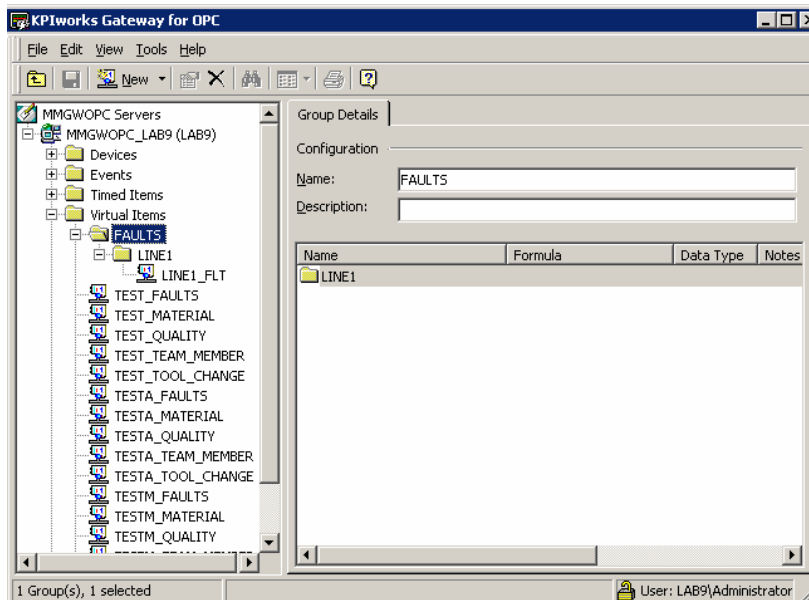 KPIworks Gateway for OPC
File Edit View Tools Help
New
MMGWOPC Servers
MMGWOPC_LAB9 (LAB9)
Devices
Events
Timed Items
Virtual Items
FAULTS
LINE1
LINE1_FLT
TEST_FAULTS
TEST_MATERIAL
TEST_QUALITY
TEST_TEAM_MEMBER
TEST_TOOL_CHANGE
TESTA_FAULTS
TESTA_MATERIAL
TESTA_QUALITY
TESTA_TEAM_MEMBER
TESTA_TOOL_CHANGE
TESTM_FAULTS
TESTM_MATERIAL
TESTM_QUALITY
Group Details
Configuration
Name: FAULTS
Description:
Name Formula Data Type Notes
LINE1
1 Group(s), 1 selected
User: LAB9\Administrator